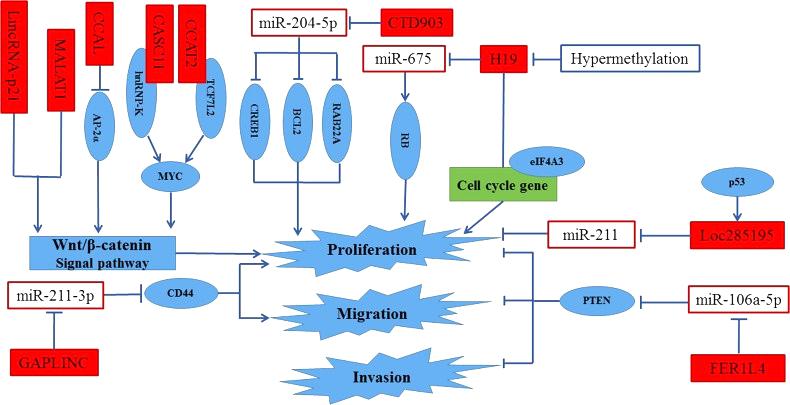 LincRNA-p21
MALAT1
CCAL
CASC11
CCAT2
miR-204-5p
CTD903
miR-675
H19
Hypermethylation
AP-2α
hnRNP-K
TCF7L2
CREB1
BCL2
RAB22A
RB
MYC
eIF4A3
Cell cycle gene
p53
Wnt/β-catenin
Signal pathway
Proliferation
miR-211
Loc285195
miR-211-3p
CD44
Migration
PTEN
miR-106a-5p
GAPLINC
Invasion
FER1L4